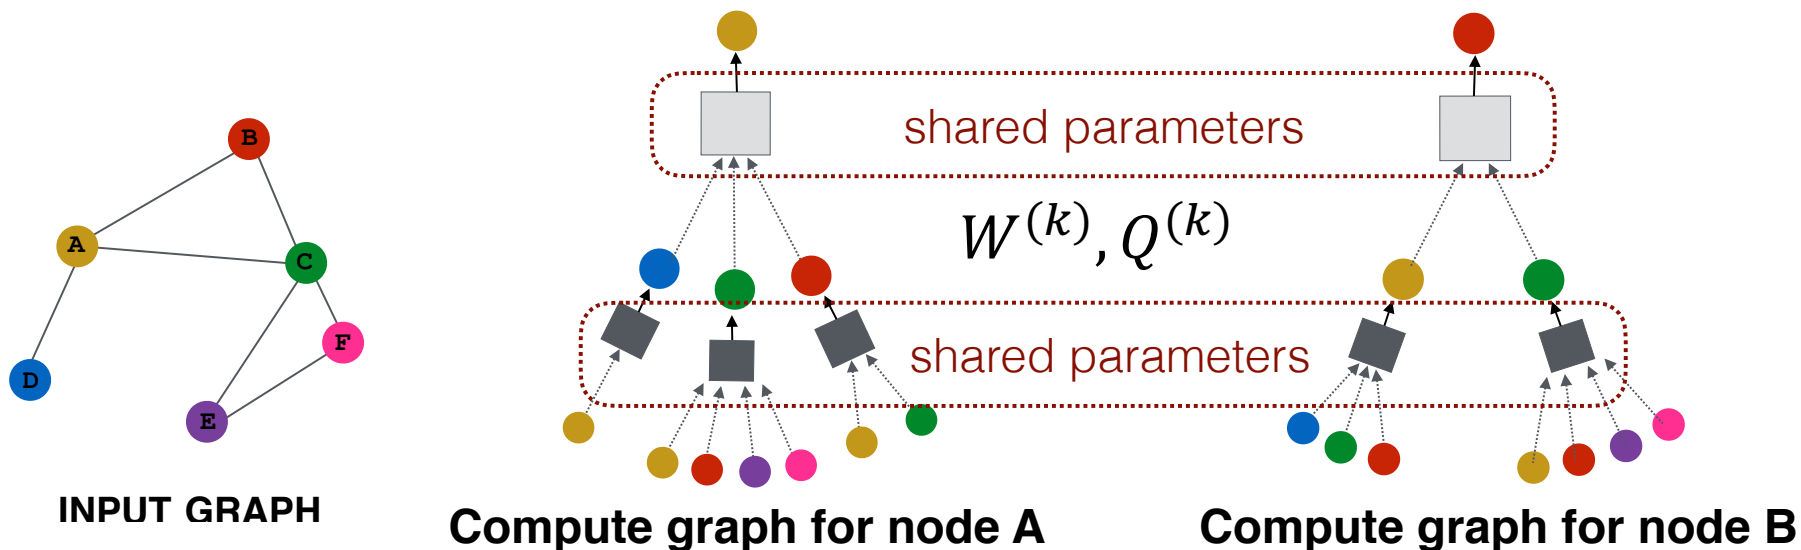 B
A
C
F
D
E
INPUT GRAPH
shared parameters
W^(k), Q^(k)
shared parameters
Compute graph for node A
Compute graph for node B